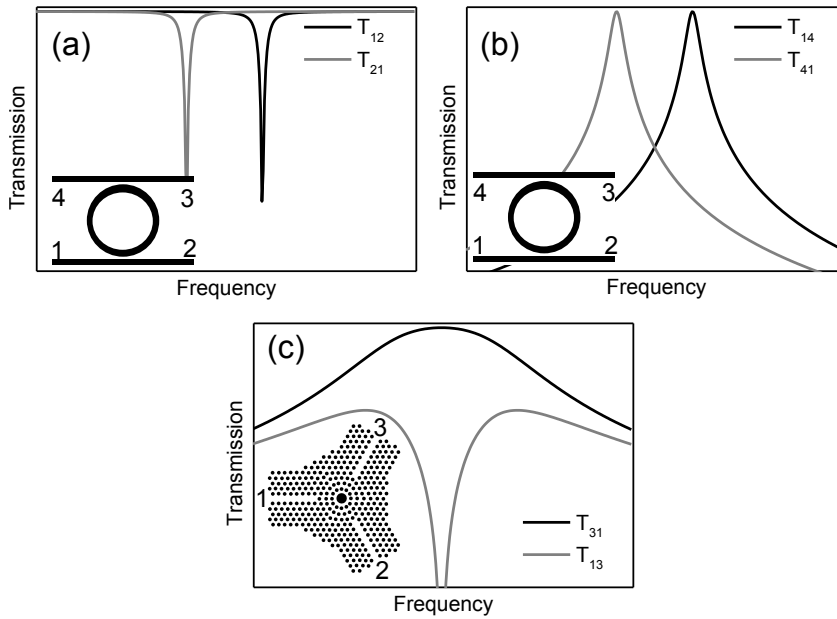 (a)
T12
T21
Transmission
4 3
1 2
Frequency
(b)
T14
T41
Transmission
4 3
1 2
Frequency
(c)
Transmission
3
1
2
T31
T13
Frequency